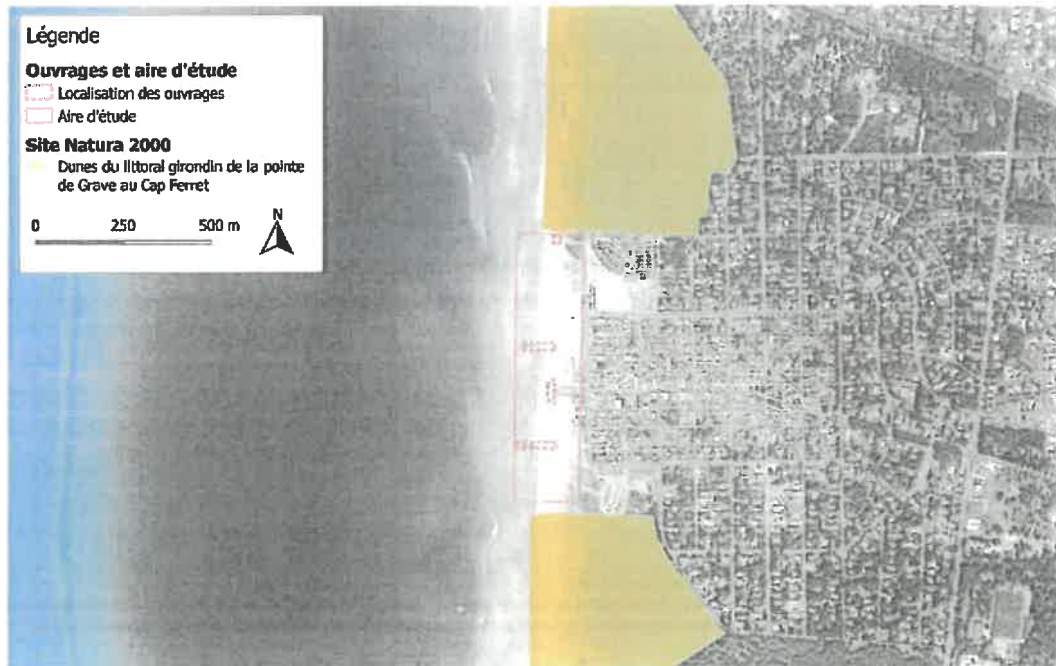 Légende
Ouvrages et aire d'étude
Localisation des ouvrages
Aire d'étude
Site Natura 2000
Dunes du littoral girondin de la pointe
de Grave au Cap Ferret
0 250 500 m
N